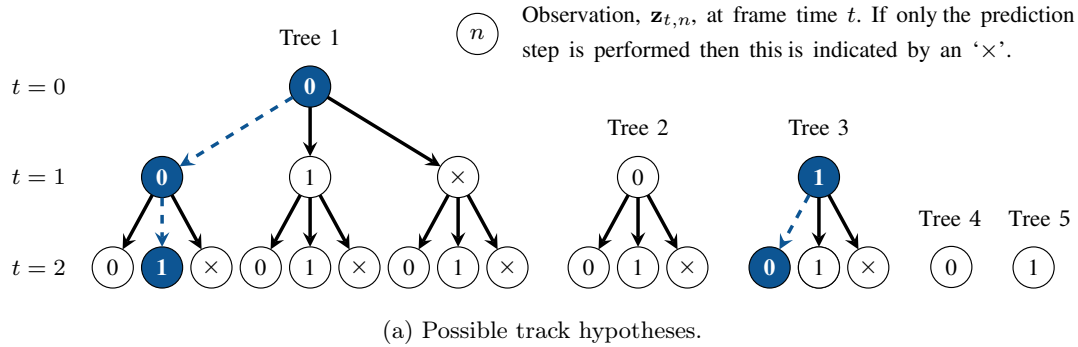 Tree 1
n
Observation, z_{t,n}, at frame time t. If only the prediction
step is performed then this is indicated by an ‘×’.
t = 0
0
Tree 2
Tree 3
t = 1
0 1 × 0 1
Tree 4 Tree 5
t = 2
0 1 × 0 1 × 0 1 × 0 1 × 0 1 × 0 1
(a) Possible track hypotheses.